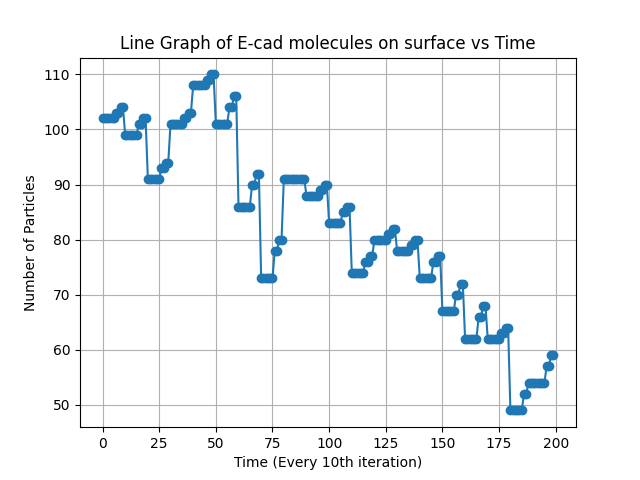 Line Graph of E-cad molecules on surface vs Time
Number of Particles
110
100
90
80
70
60
50
0 25 50 75 100 125 150 175 200
Time (Every 10th iteration)